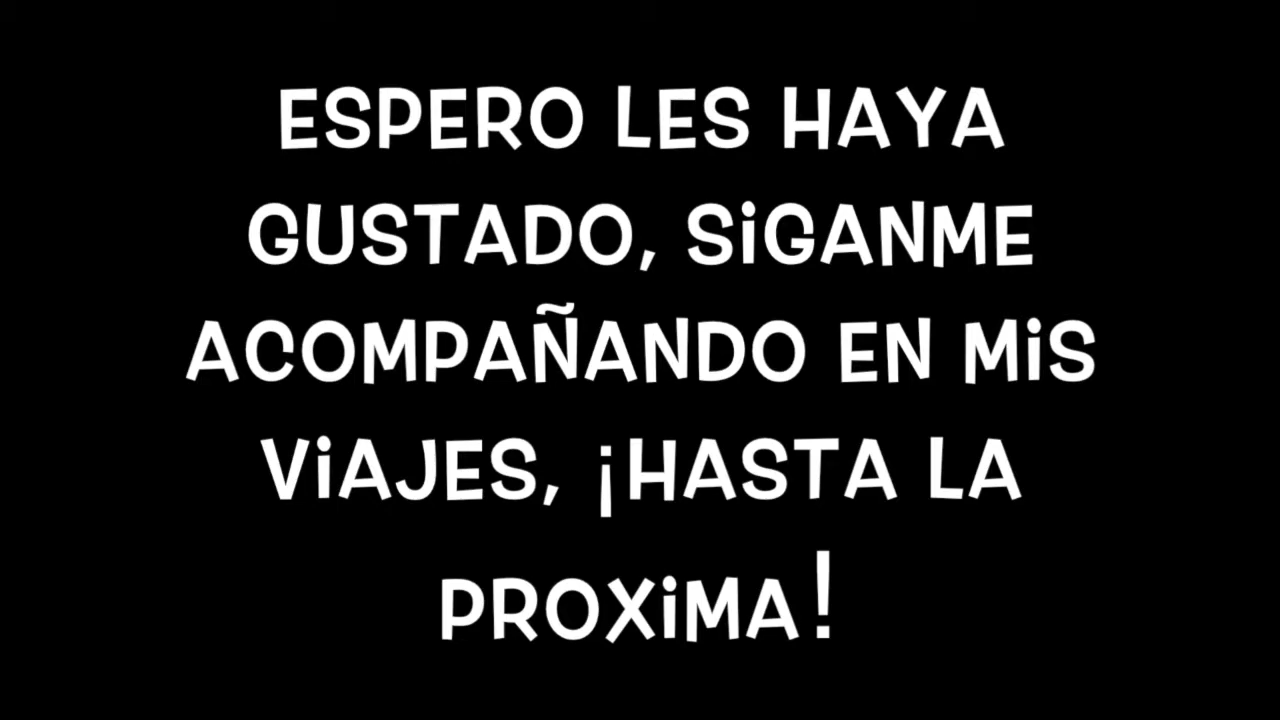 ESPERO LES HAYA
GUSTADO, SiGANME
ACOMPAÑANDO EN MiS
ViAJES, ¡HASTA LA
PROXiMA!